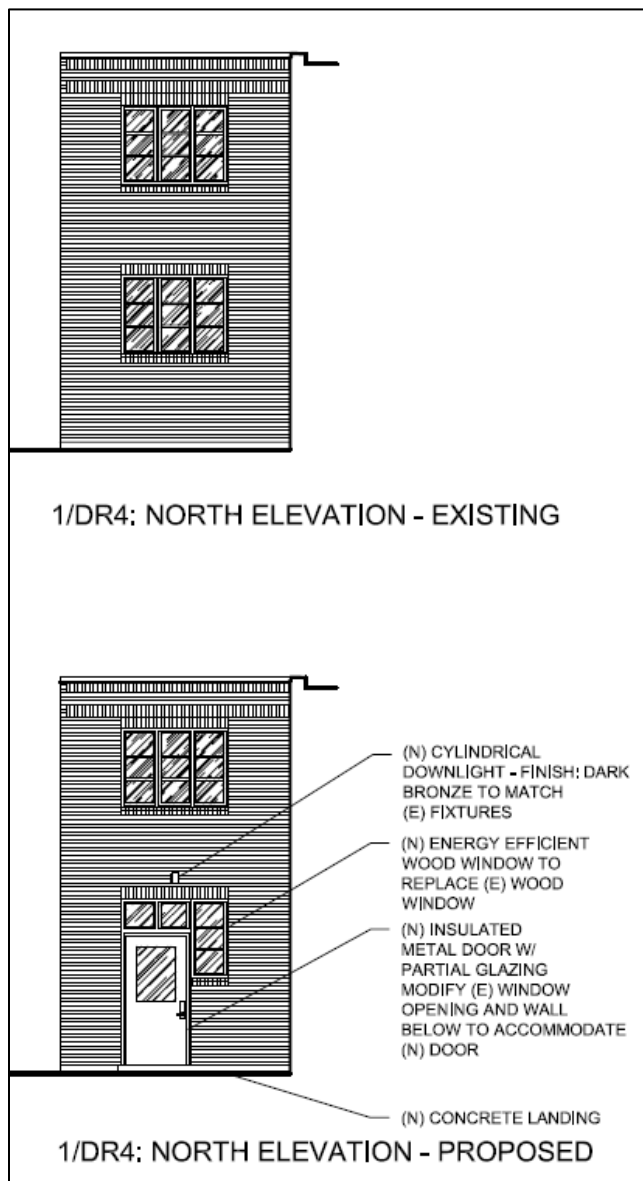 1/DR4: NORTH ELEVATION - EXISTING
(N) CYLINDRICAL
DOWNLIGHT - FINISH: DARK
BRONZE TO MATCH
(E) FIXTURES
(N) ENERGY EFFICIENT
WOOD WINDOW TO
REPLACE (E) WOOD
WINDOW
(N) INSULATED
METAL DOOR W/
PARTIAL GLAZING
MODIFY (E) WINDOW
OPENING AND WALL
BELOW TO ACCOMMODATE
(N) DOOR
(N) CONCRETE LANDING
1/DR4: NORTH ELEVATION - PROPOSED